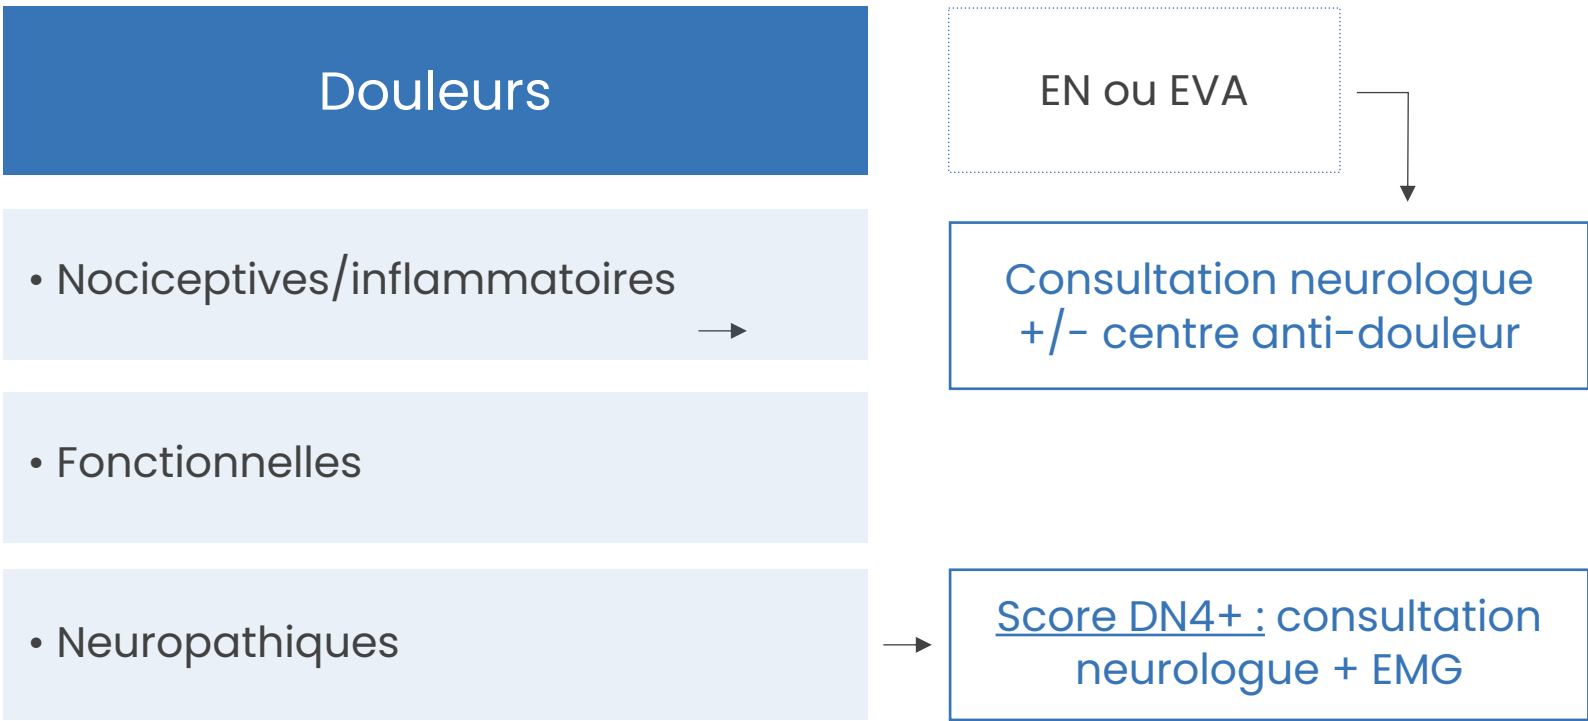 Douleurs
EN ou EVA
• Nociceptives/inflammatoires
Consultation neurologue
+/- centre anti-douleur
• Fonctionnelles
• Neuropathiques
Score DN4+ : consultation
neurologue + EMG